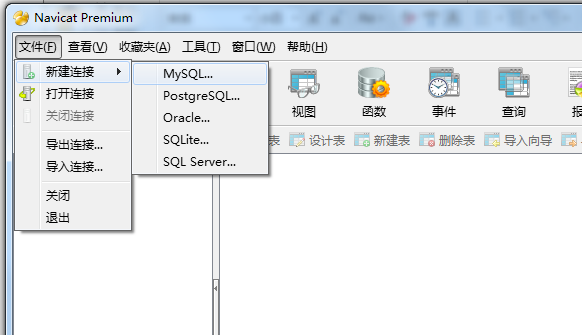 Navicat Premium
文件(F) 查看(V) 收藏夹(A) 工具(T) 窗口(W) 帮助(H)
新建连接
打开连接
关闭连接
导出连接...
导入连接...
关闭
退出
MySQL...
PostgreSQL...
Oracle...
SQLite...
SQL Server...
视图 函数 事件 查询 报
表 设计表 新建表 删除表 导入向导